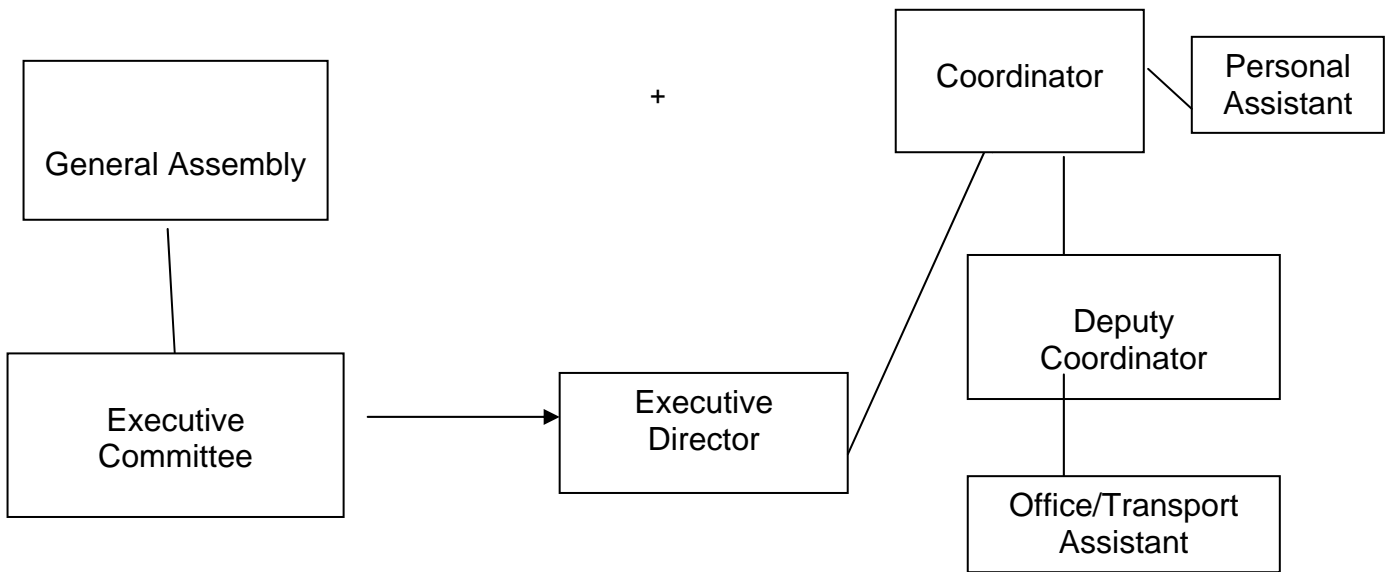 General Assembly
Executive
Committee
+
Executive
Director
Coordinator
Personal
Assistant
Deputy
Coordinator
Office/Transport
Assistant